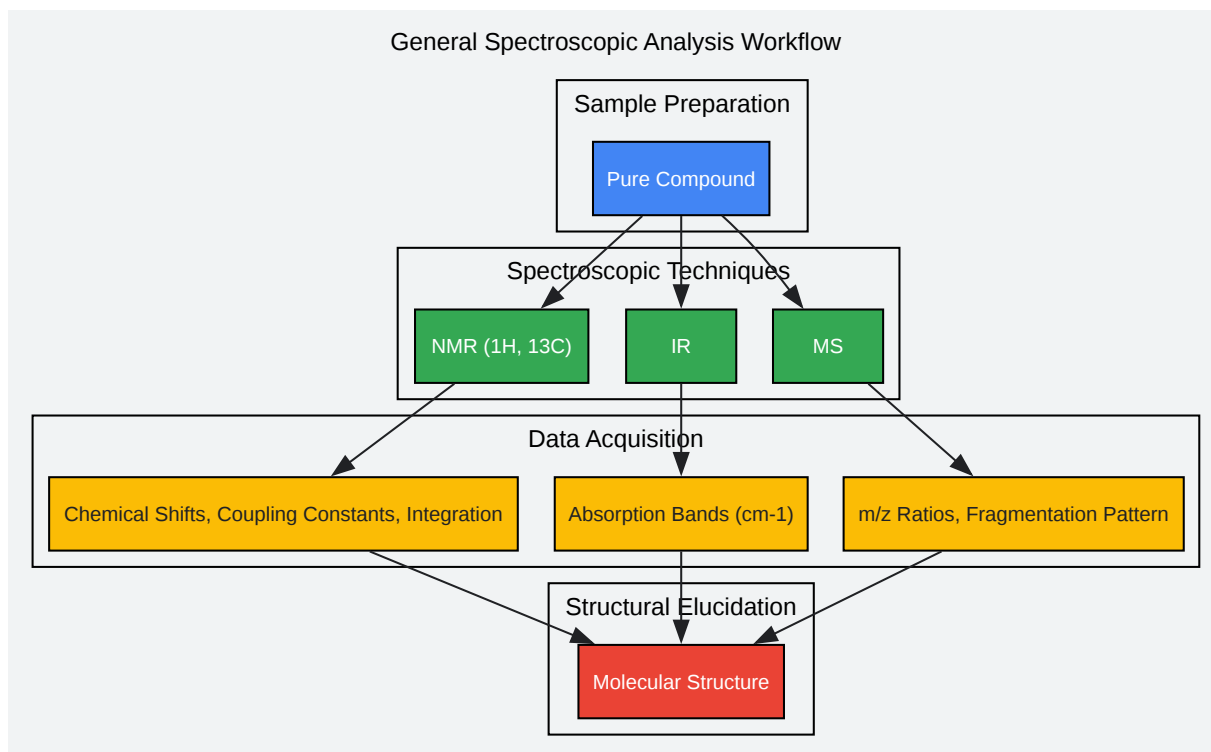 General Spectroscopic Analysis Workflow
Sample Preparation
Pure Compound
Spectroscopic Techniques
NMR (1H, 13C)
IR
MS
Data Acquisition
Chemical Shifts, Coupling Constants, Integration
Absorption Bands (cm-1)
m/z Ratios, Fragmentation Pattern
Structural Elucidation
Molecular Structure